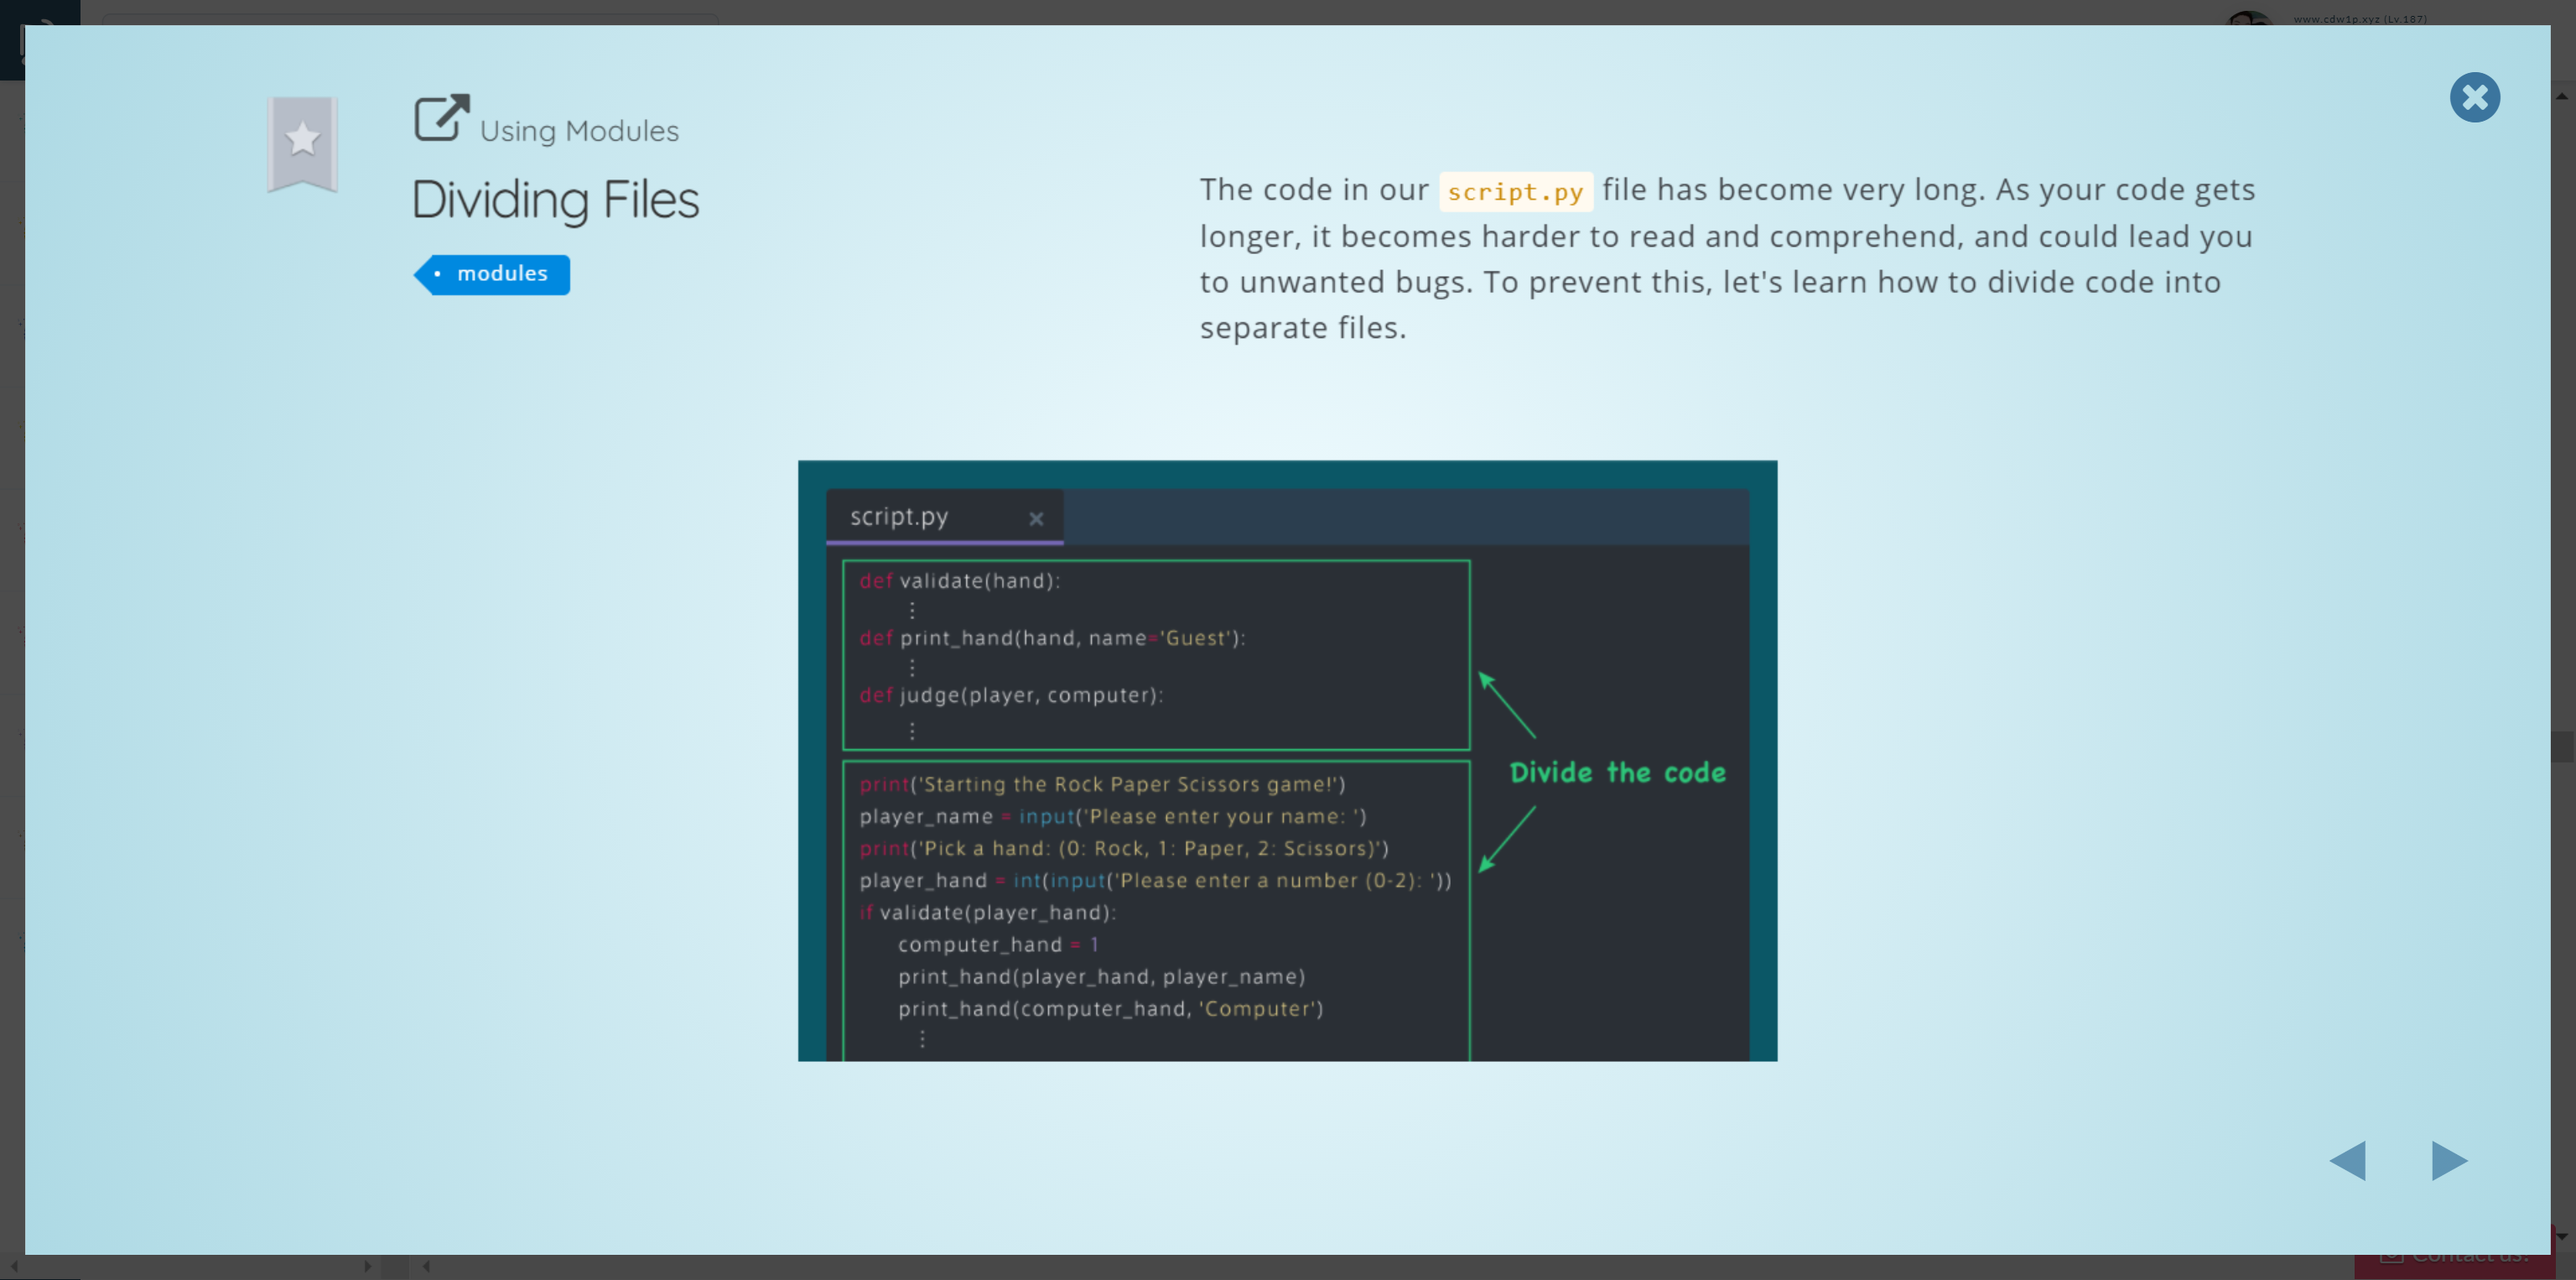 www.cdw1p.xyz (Lv.187)
Using Modules
Dividing Files
modules
The code in our script.py file has become very long. As your code gets
longer, it becomes harder to read and comprehend, and could lead you
to unwanted bugs. To prevent this, let's learn how to divide code into
separate files.
script.py
def validate(hand):
def print_hand(hand, name='Guest'):
def judge(player, computer):
Divide the code
print('Starting the Rock Paper Scissors game!')
player_name = input('Please enter your name: ')
print('Pick a hand: (0: Rock, 1: Paper, 2: Scissors)')
player_hand = int(input('Please enter a number (0-2): '))
if validate(player_hand):
computer_hand = 1
print_hand(player_hand, player_name)
print_hand(computer_hand, 'Computer')
Contact us!